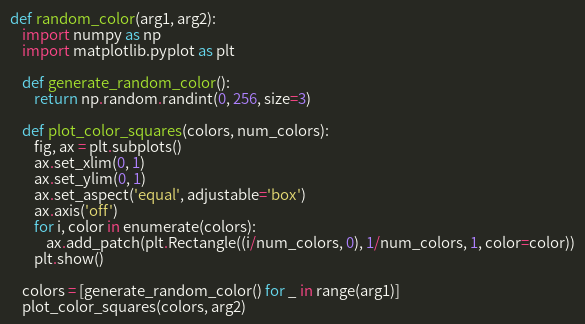 def random_color(arg1, arg2):
    import numpy as np
    import matplotlib.pyplot as plt

    def generate_random_color():
        return np.random.randint(0, 256, size=3)

    def plot_color_squares(colors, num_colors):
        fig, ax = plt.subplots()
        ax.set_xlim(0, 1)
        ax.set_ylim(0, 1)
        ax.set_aspect('equal', adjustable='box')
        ax.axis('off')
        for i, color in enumerate(colors):
            ax.add_patch(plt.Rectangle((i/num_colors, 0), 1/num_colors, 1, color=color))
        plt.show()

    colors = [generate_random_color() for _ in range(arg1)]
    plot_color_squares(colors, arg2)